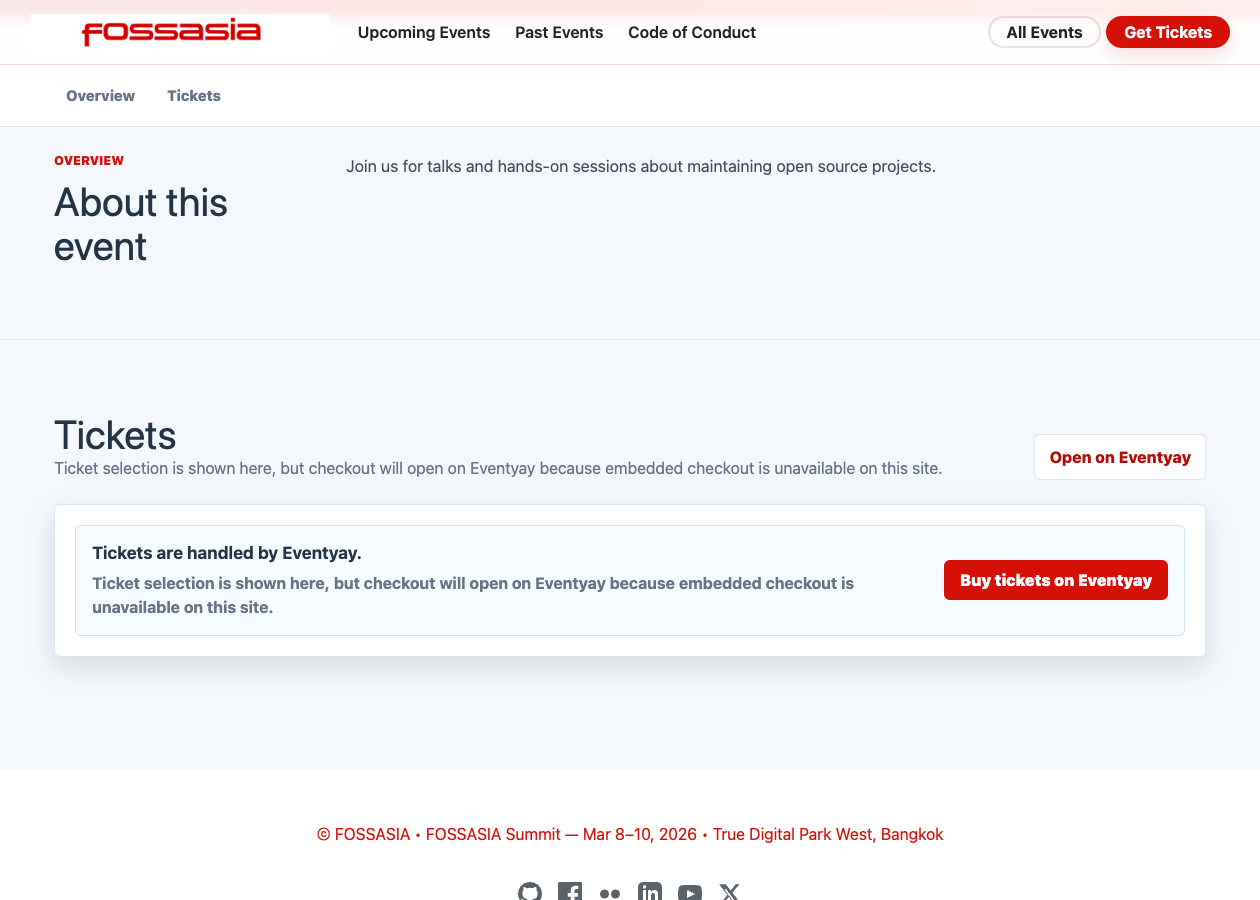 fossasia
Upcoming Events
Past Events
Code of Conduct
All Events
Get Tickets
Overview
Tickets
OVERVIEW
About this
event
Join us for talks and hands-on sessions about maintaining open source projects.
Tickets
Ticket selection is shown here, but checkout will open on Eventyay because embedded checkout is unavailable on this site.
Open on Eventyay
Tickets are handled by Eventyay.
Ticket selection is shown here, but checkout will open on Eventyay because embedded checkout is
unavailable on this site.
Buy tickets on Eventyay
© FOSSASIA • FOSSASIA Summit — Mar 8–10, 2026 • True Digital Park West, Bangkok